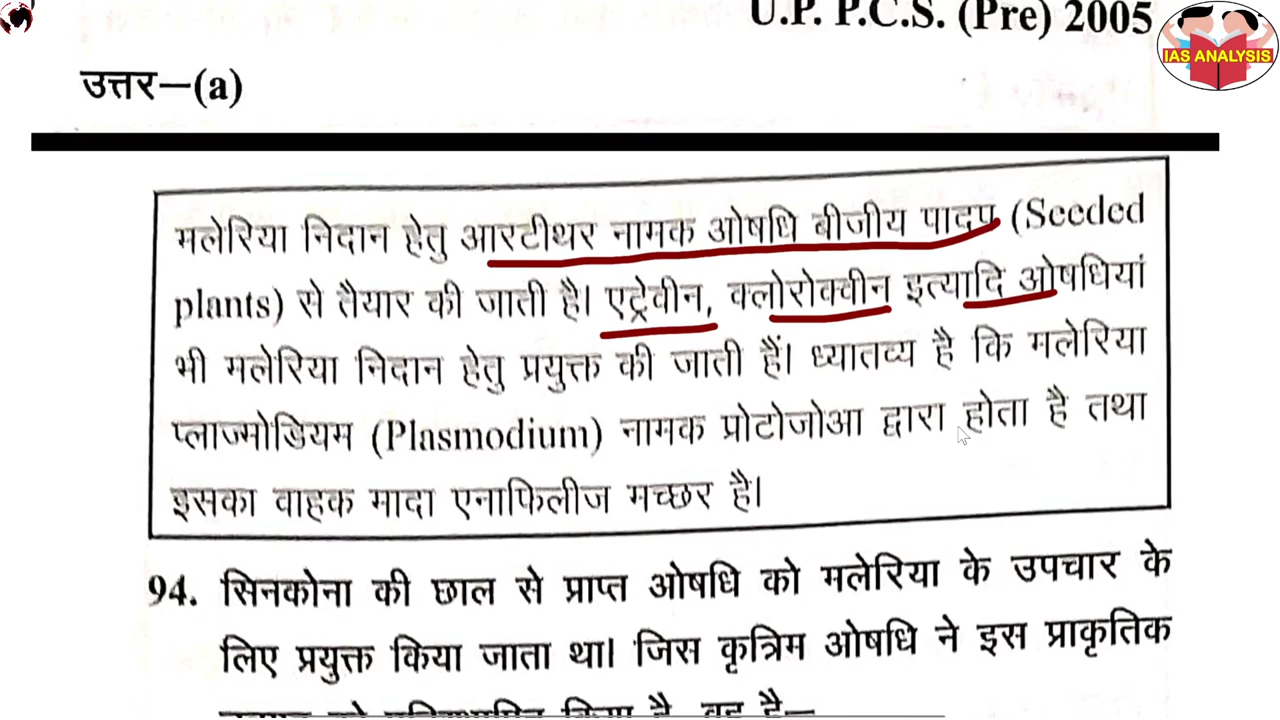 U.P. P.C.S. (Pre) 2005
IAS ANALYSIS
उत्तर—(a)
मलेरिया निदान हेतु आरटीथर नामक ओषधि बीजीय पादप (Seeded
plants) से तैयार की जाती है। एट्रेवीन, क्लोरोक्वीन इत्यादि ओषधियां
भी मलेरिया निदान हेतु प्रयुक्त की जाती हैं। ध्यातव्य है कि मलेरिया
प्लाज्मोडियम (Plasmodium) नामक प्रोटोजोआ द्वारा होता है तथा
इसका वाहक मादा एनाफिलीज मच्छर है।
94. सिनकोना की छाल से प्राप्त ओषधि को मलेरिया के उपचार के
लिए प्रयुक्त किया जाता था। जिस कृत्रिम ओषधि ने इस प्राकृतिक
किया है, वह है—